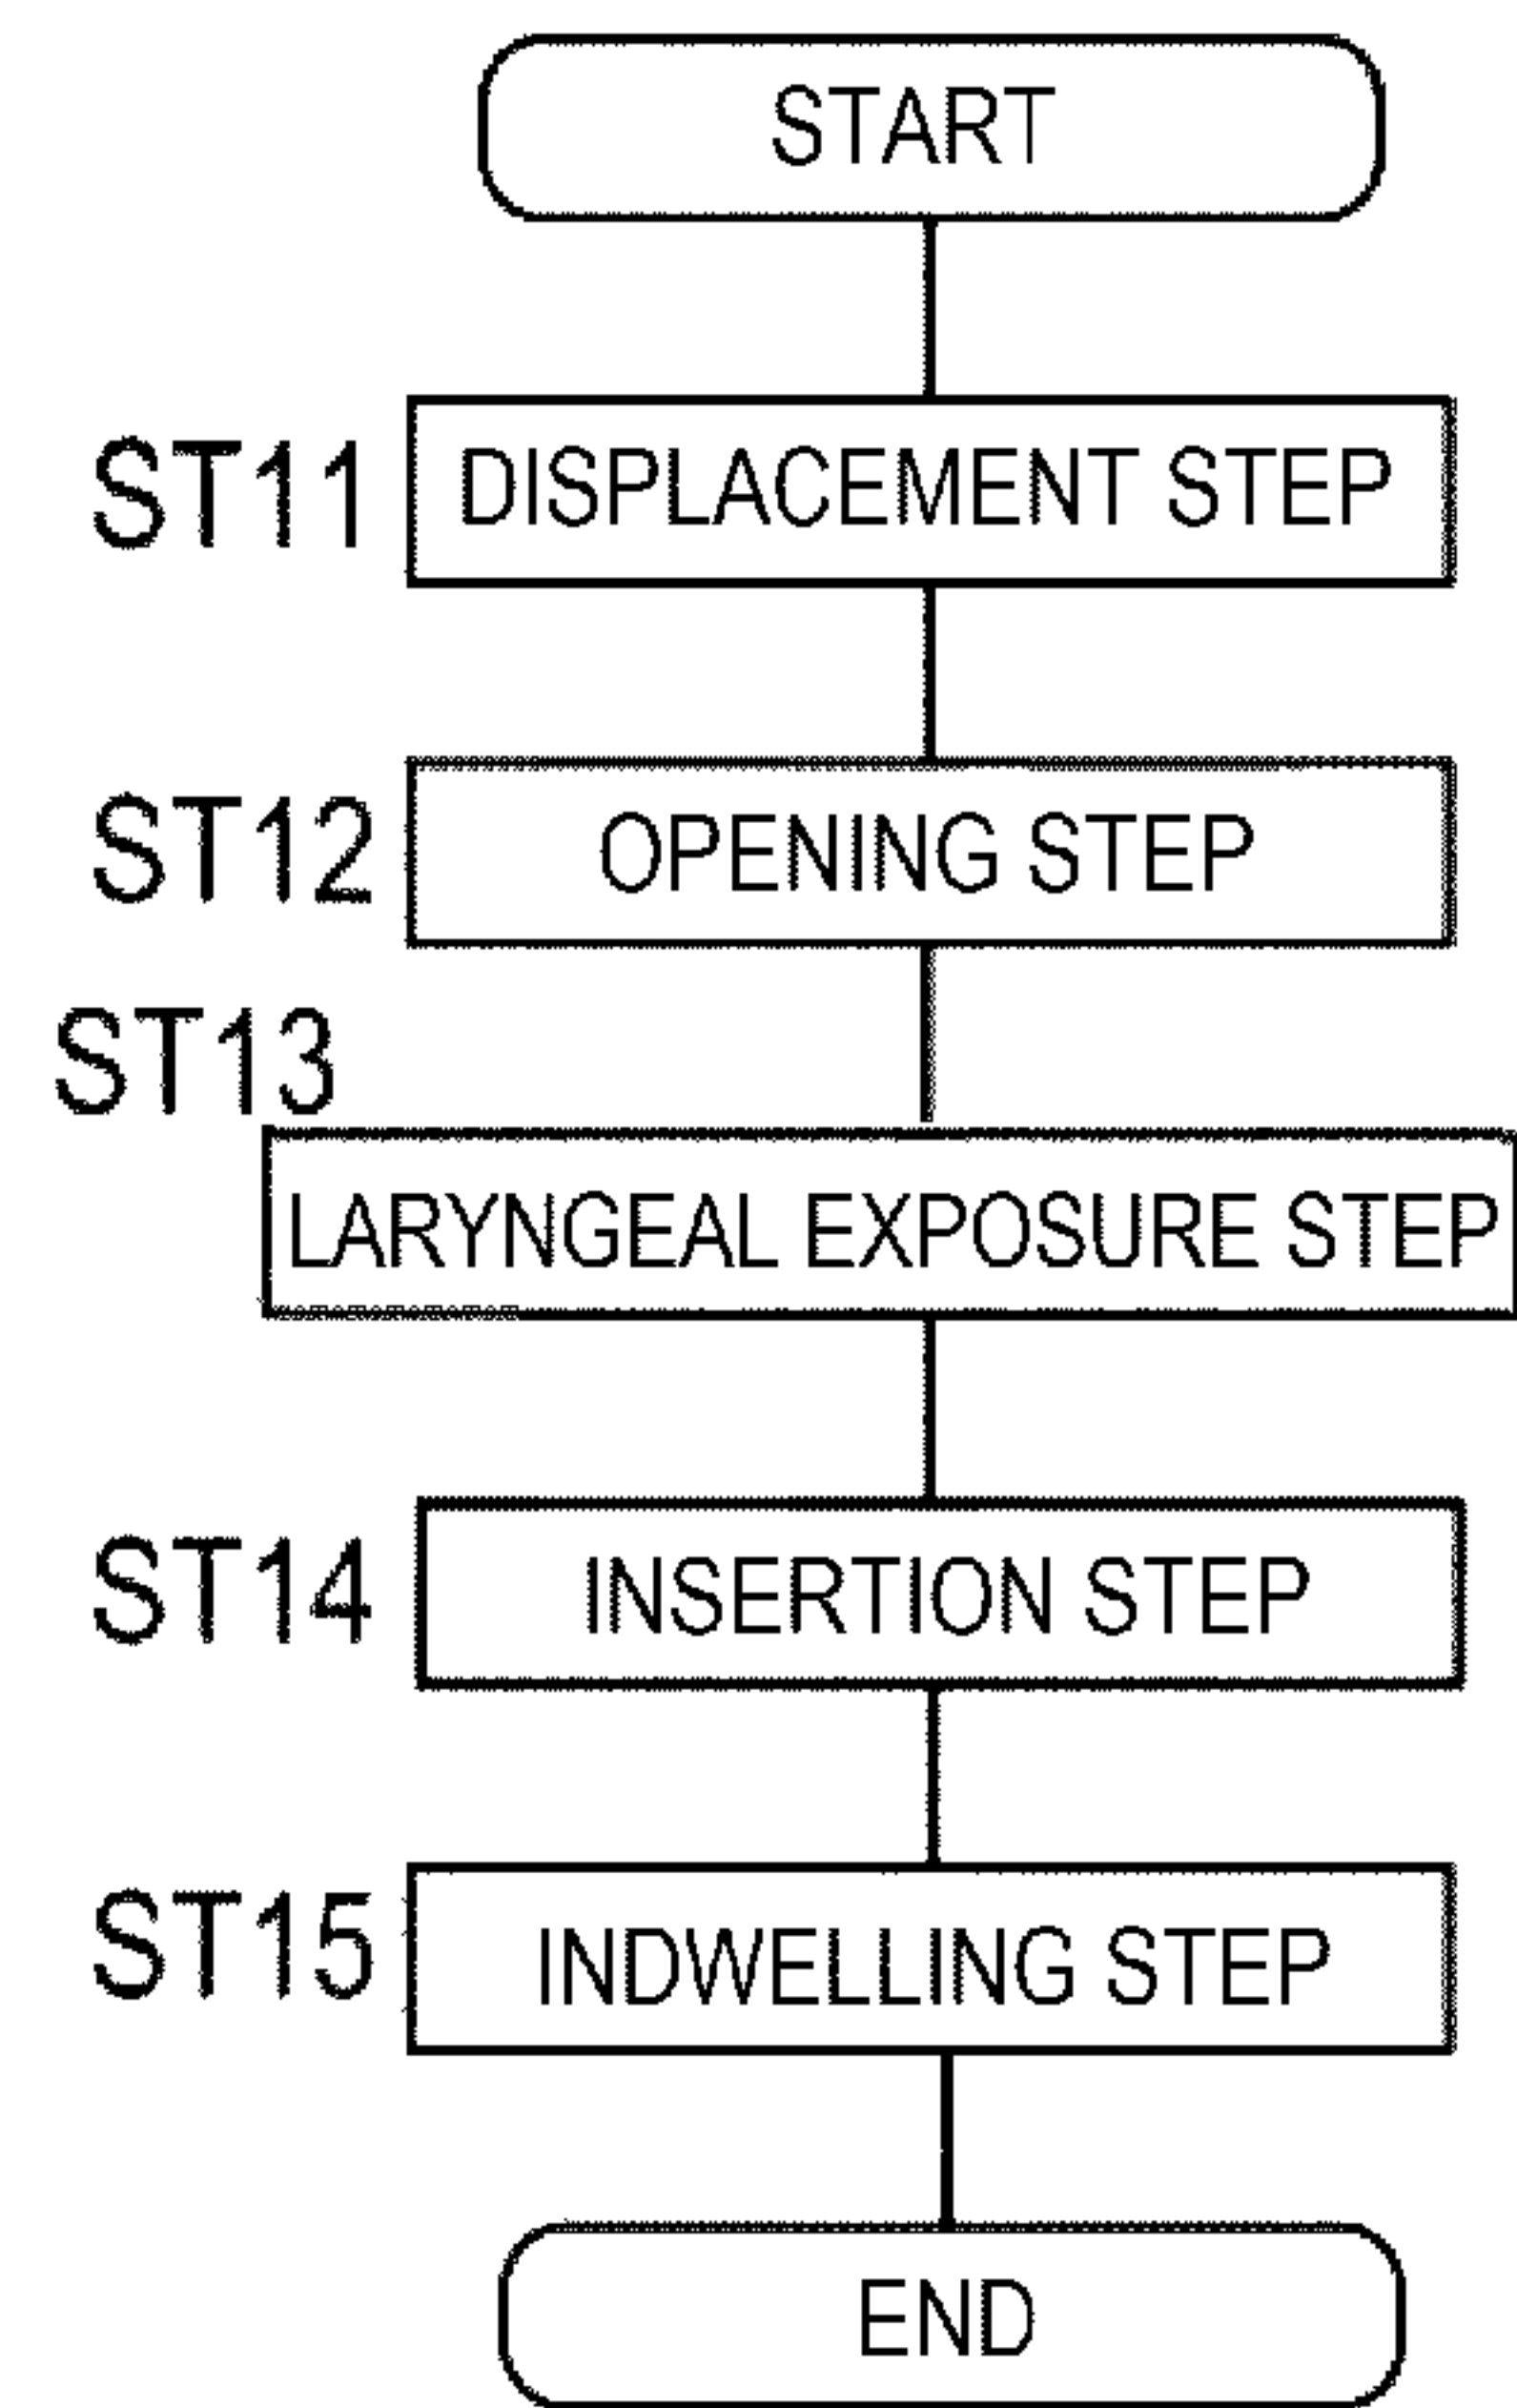 START
ST11 DISPLACEMENT STEP
ST12 OPENING STEP
ST13
LARYNGEAL EXPOSURE STEP
ST14 INSERTION STEP
ST15 INDWELLING STEP
END